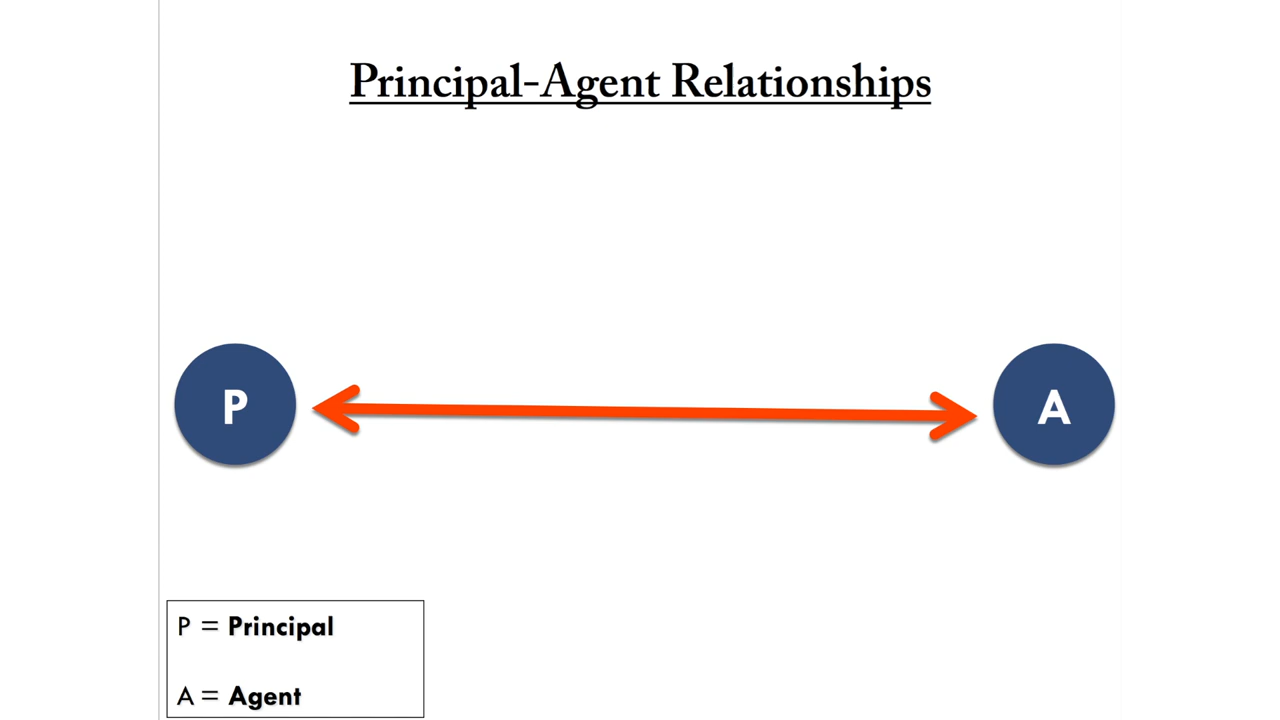 Principal-Agent Relationships
P
A
P = Principal
A = Agent